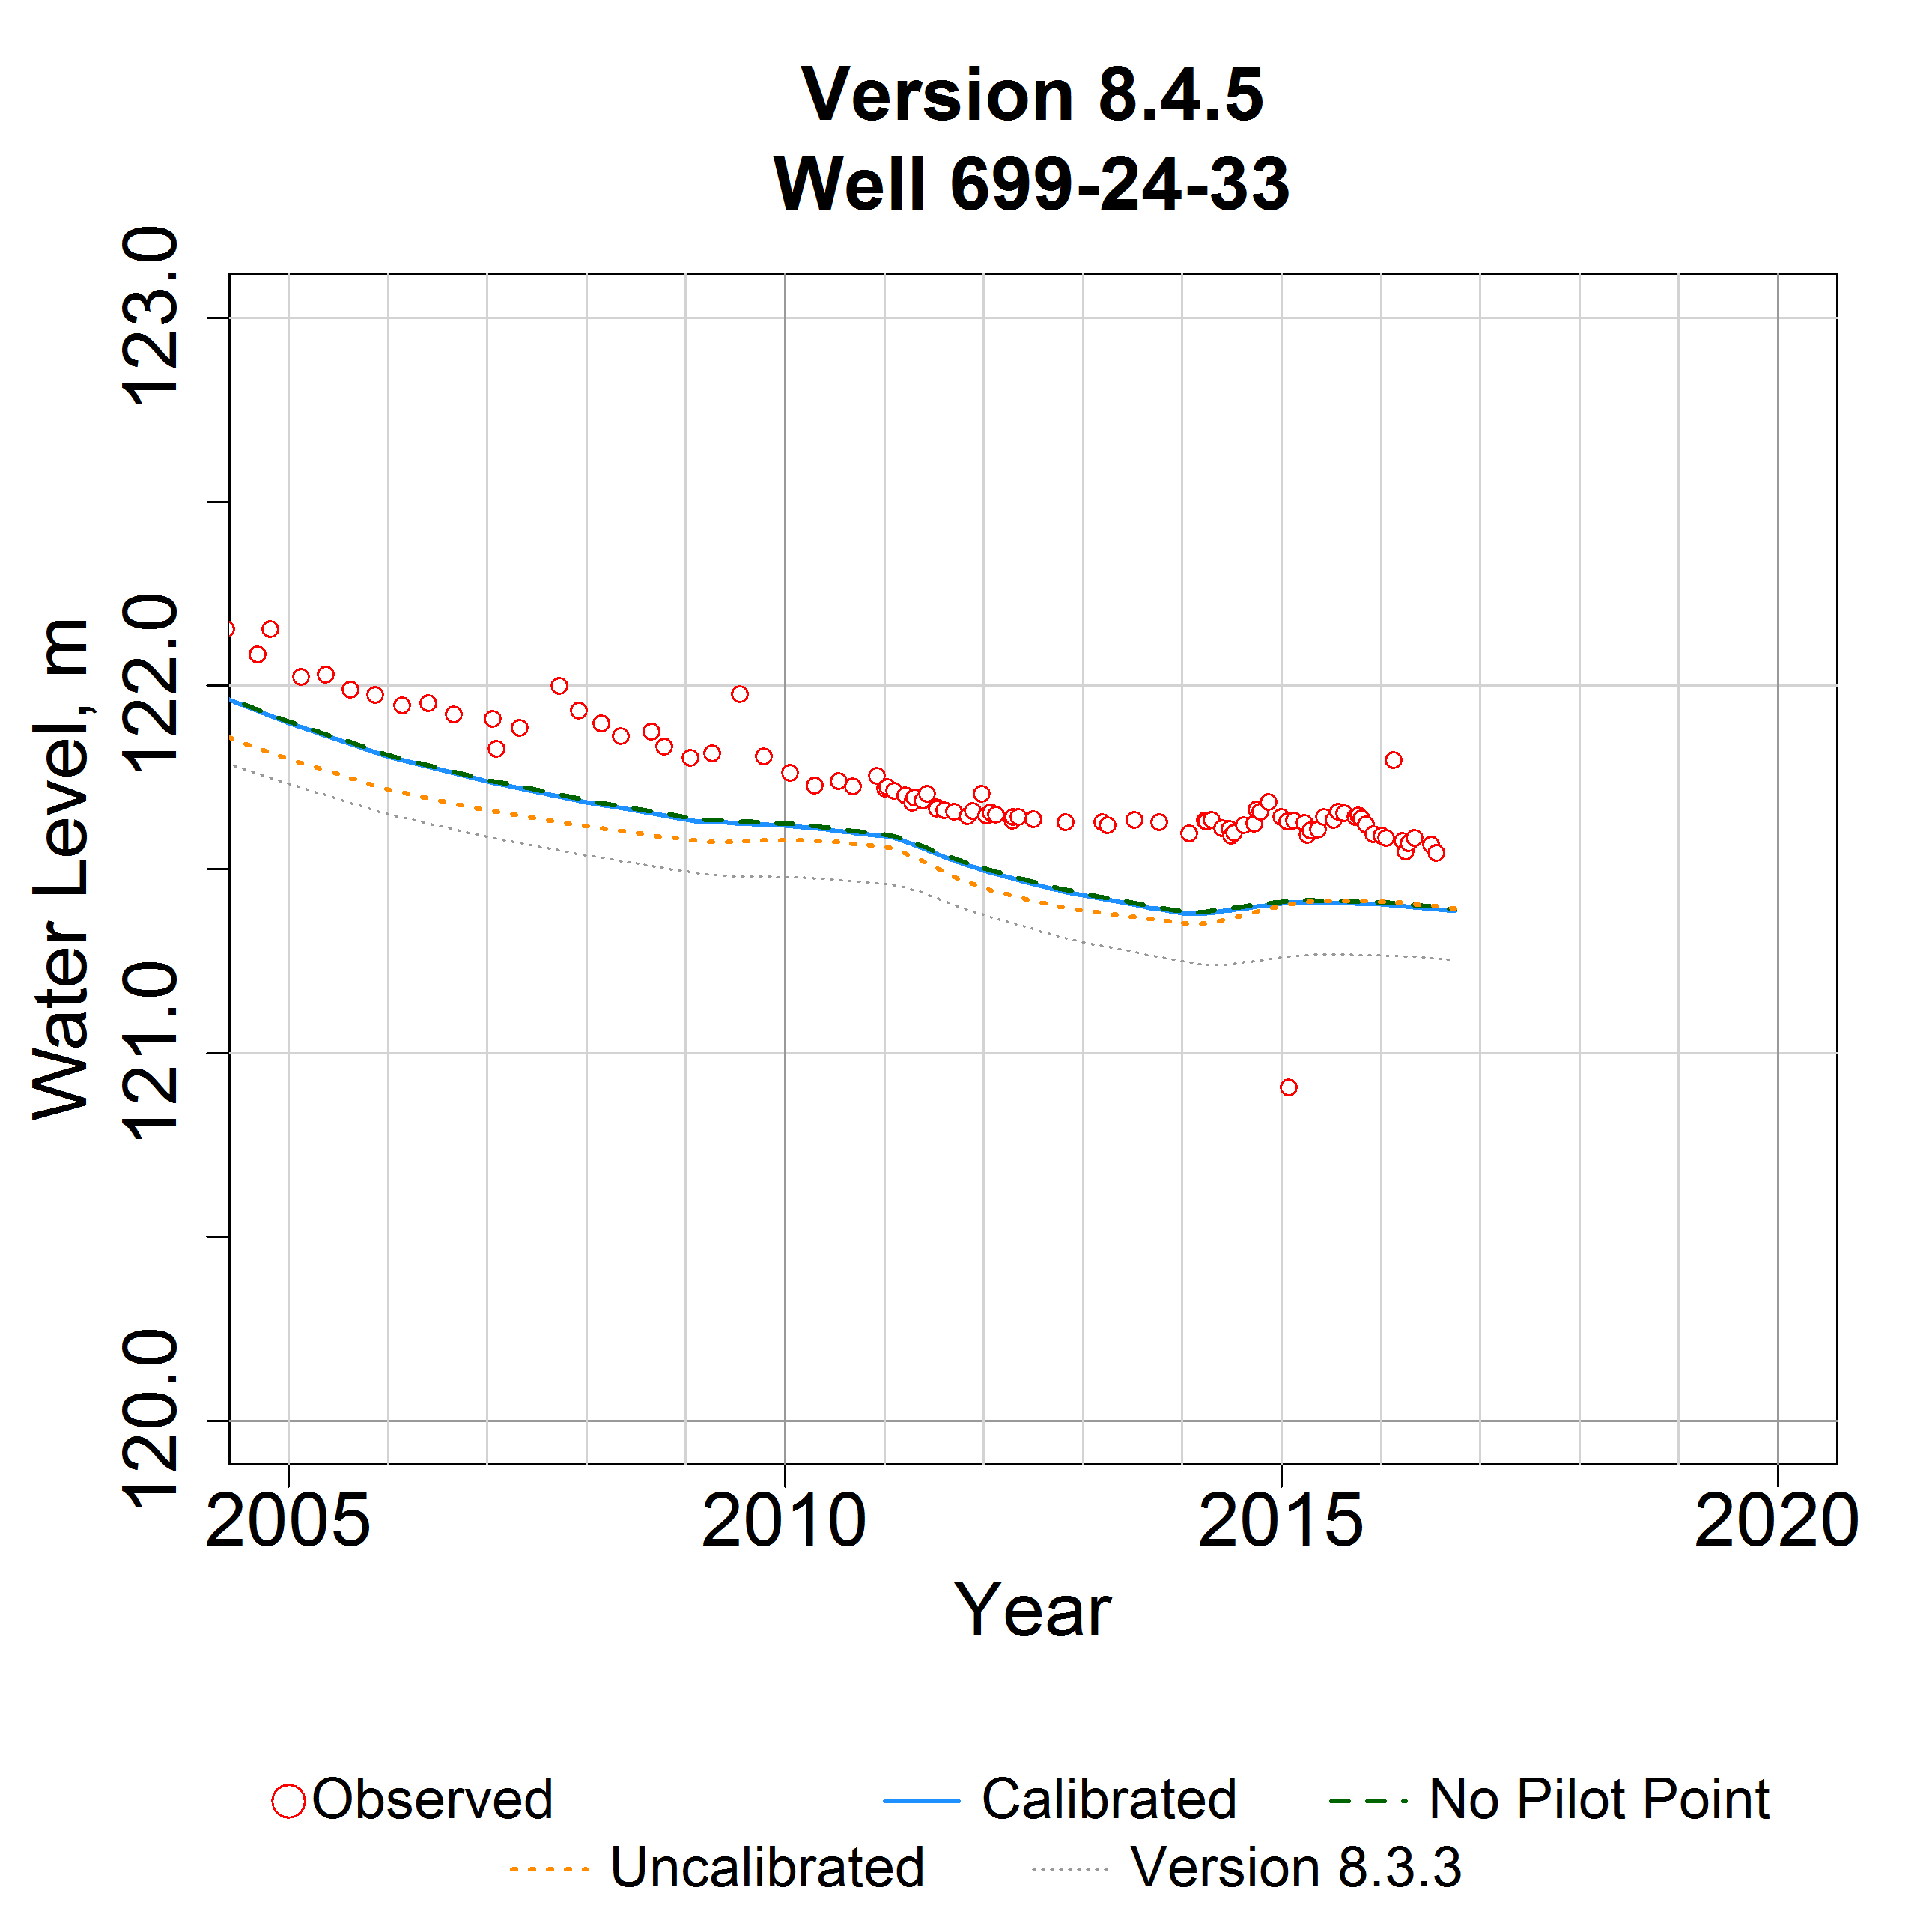 Version 8.4.5
Well 699-24-33
Water Level, m
123.0
122.0
121.0
120.0
2005 2010 2015 2020
Year
Observed Calibrated No Pilot Point
Uncalibrated Version 8.3.3